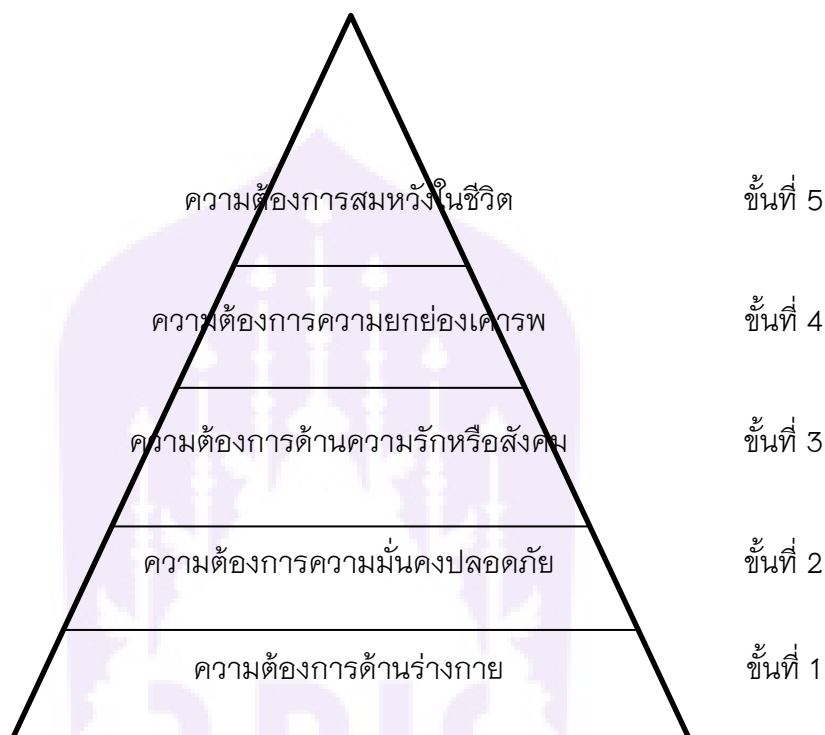 ความต้องการสมหวังในชีวิต ขั้นที่ 5
ความต้องการความยกย่องเคารพ ขั้นที่ 4
ความต้องการด้านความรักหรือสังคม ขั้นที่ 3
ความต้องการความมั่นคงปลอดภัย ขั้นที่ 2
ความต้องการด้านร่างกาย ขั้นที่ 1